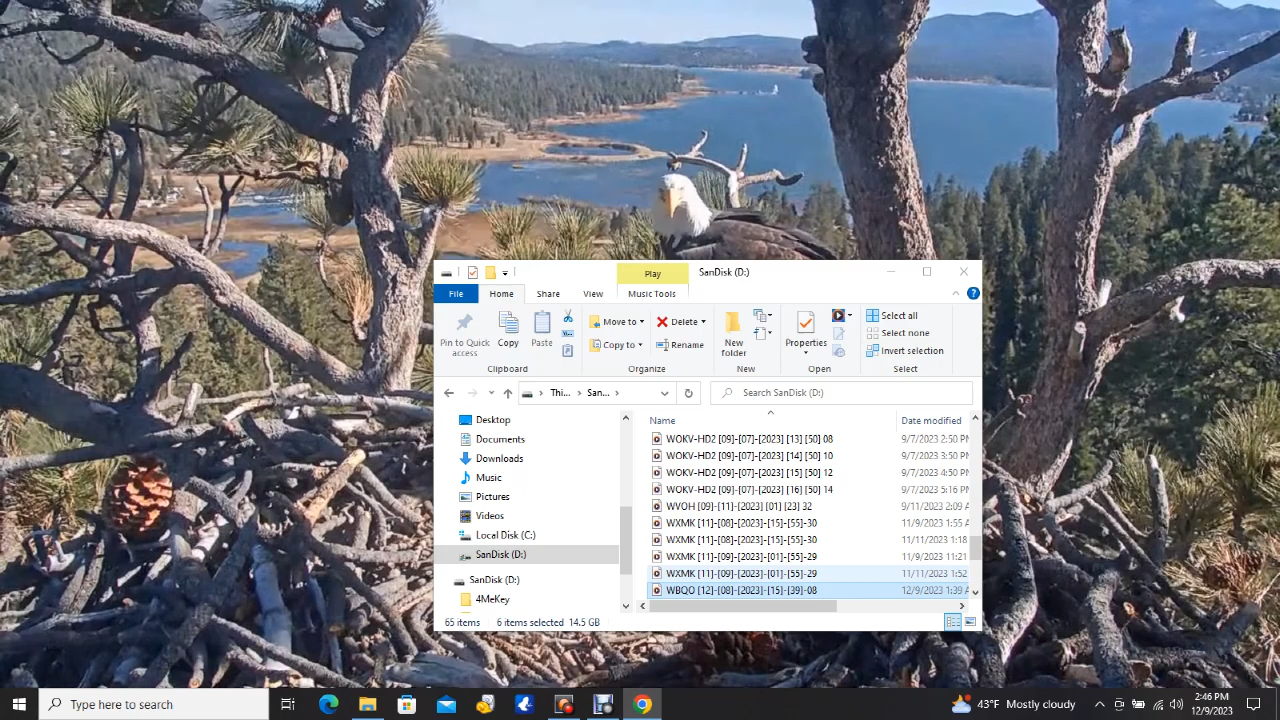 Play
SanDisk (D:)
File
Home
Share
View
Music Tools
Pin to Quick access
Copy
Paste
Move to
Copy to
Delete
Rename
New folder
Properties
Select all
Select none
Invert selection
Clipboard
Organize
New
Open
Select
Thi...
San...
Search SanDisk (D:)
Name
Date modified
Desktop
Documents
Downloads
Music
Pictures
Videos
Local Disk (C:)
SanDisk (D:)
SanDisk (D:)
4MeKey
WOKV-HD2 [09]-[07]-[2023] [13] [50] 08 9/7/2023 2:50 PM
WOKV-HD2 [09]-[07]-[2023] [14] [50] 10 9/7/2023 3:50 PM
WOKV-HD2 [09]-[07]-[2023] [15] [50] 12 9/7/2023 4:50 PM
WOKV-HD2 [09]-[07]-[2023] [16] [50] 14 9/7/2023 5:16 PM
WVOH [09]-[11]-[2023] [01] [23] 32 9/11/2023 2:09
WXMK [11]-[08]-[2023]-[15]-[55]-30 11/9/2023 1:55
WXMK [11]-[08]-[2023]-[15]-[55]-30 11/11/2023 1:18
WXMK [11]-[09]-[2023]-[01]-[55]-29 11/9/2023 11:21
WXMK [11]-[09]-[2023]-[01]-[55]-29 11/11/2023 1:52
WBQO [12]-[08]-[2023]-[15]-[39]-08 12/9/2023 1:39
65 items
6 items selected 14.5 GB
Type here to search
43°F Mostly cloudy
2:46 PM
12/9/2023